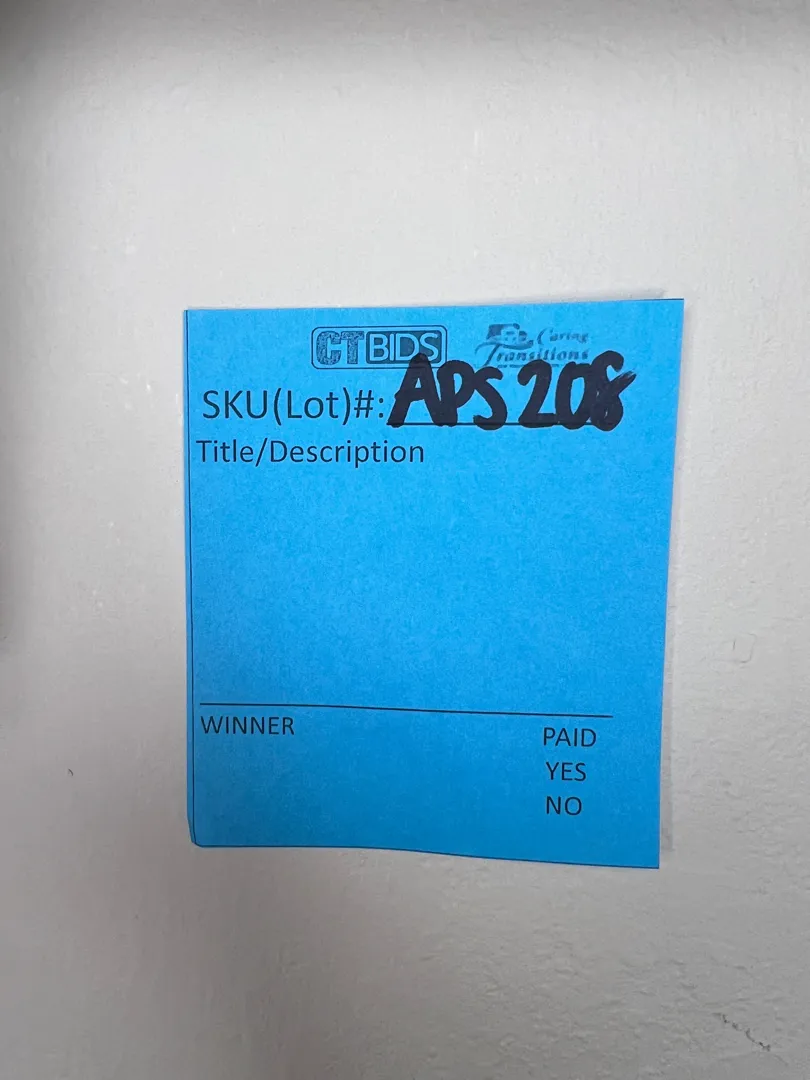 CTBIDS Caring
Transitions
SKU(Lot)#: APS 208
Title/Description
WINNER PAID
YES
NO